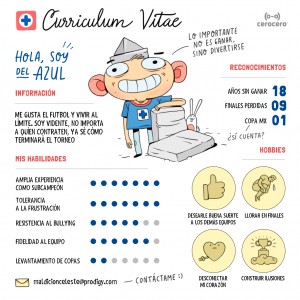 Curriculum Vitae
cerocero
HOLA, SOY
DEL AZUL
LO IMPORTANTE
NO ES GANAR,
SINO DIVERTIRSE
RECONOCIMIENTOS
AÑOS SIN GANAR 18
FINALES PERDIDAS 09
COPA MX 01
¿SÍ CUENTA?
INFORMACIÓN
ME GUSTA EL FUTBOL Y VIVIR AL
LÍMITE, SOY VIDENTE, NO IMPORTA
A QUIEN CONTRATEN, YA SÉ CÓMO
TERMINARÁ EL TORNEO
MIS HABILIDADES
AMPLIA EXPERIENCIA
COMO SUBCAMPEÓN
TOLERANCIA
A LA FRUSTRACIÓN
RESISTENCIA AL BULLYING
FIDELIDAD AL EQUIPO
LEVANTAMIENTO DE COPAS
HOBBIES
DESEARLE BUENA SUERTE
A LOS DEMÁS EQUIPOS
LLORAR EN FINALES
DESCONECTAR
MI CORAZÓN
CONSTRUIR ILUSIONES
maldicionceleste@prodigy.com
CONTÁCTAME :)